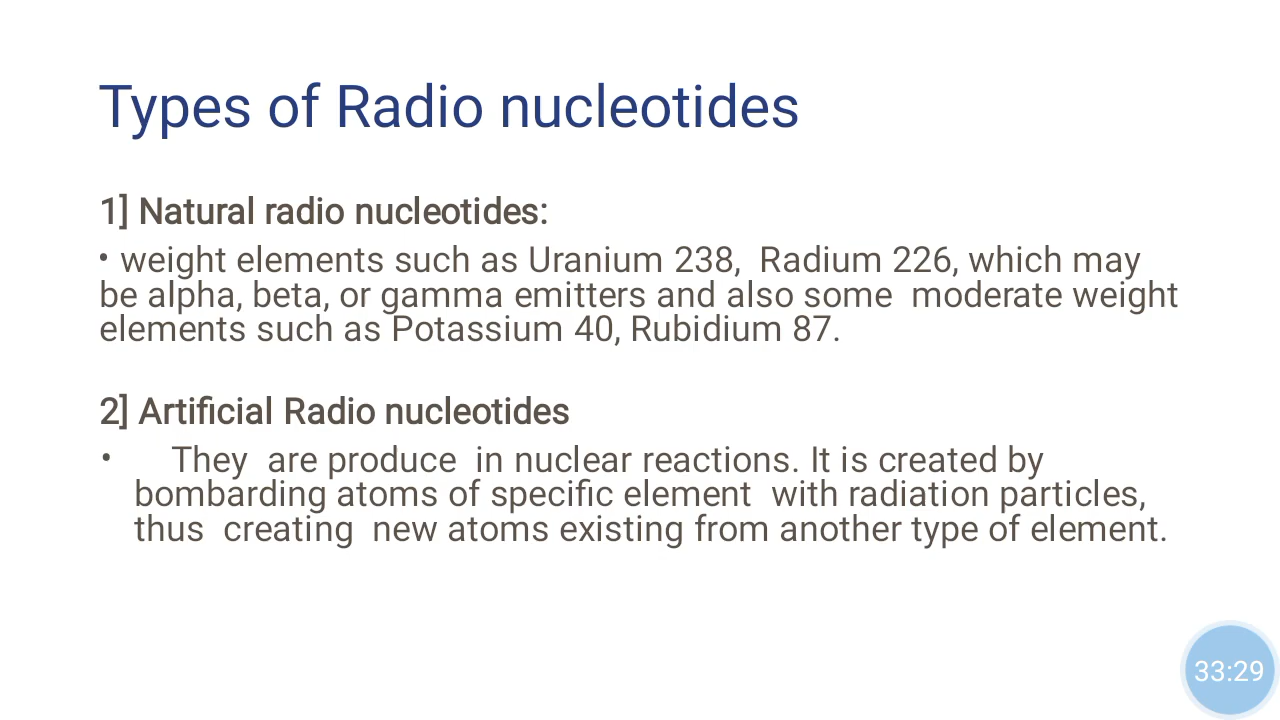 Types of Radio nucleotides
1] Natural radio nucleotides:
• weight elements such as Uranium 238,  Radium 226, which may
be alpha, beta, or gamma emitters and also some  moderate weight
elements such as Potassium 40, Rubidium 87.
2] Artificial Radio nucleotides
• They  are produce  in nuclear reactions. It is created by
bombarding atoms of specific element  with radiation particles,
thus  creating  new atoms existing from another type of element.
33:29